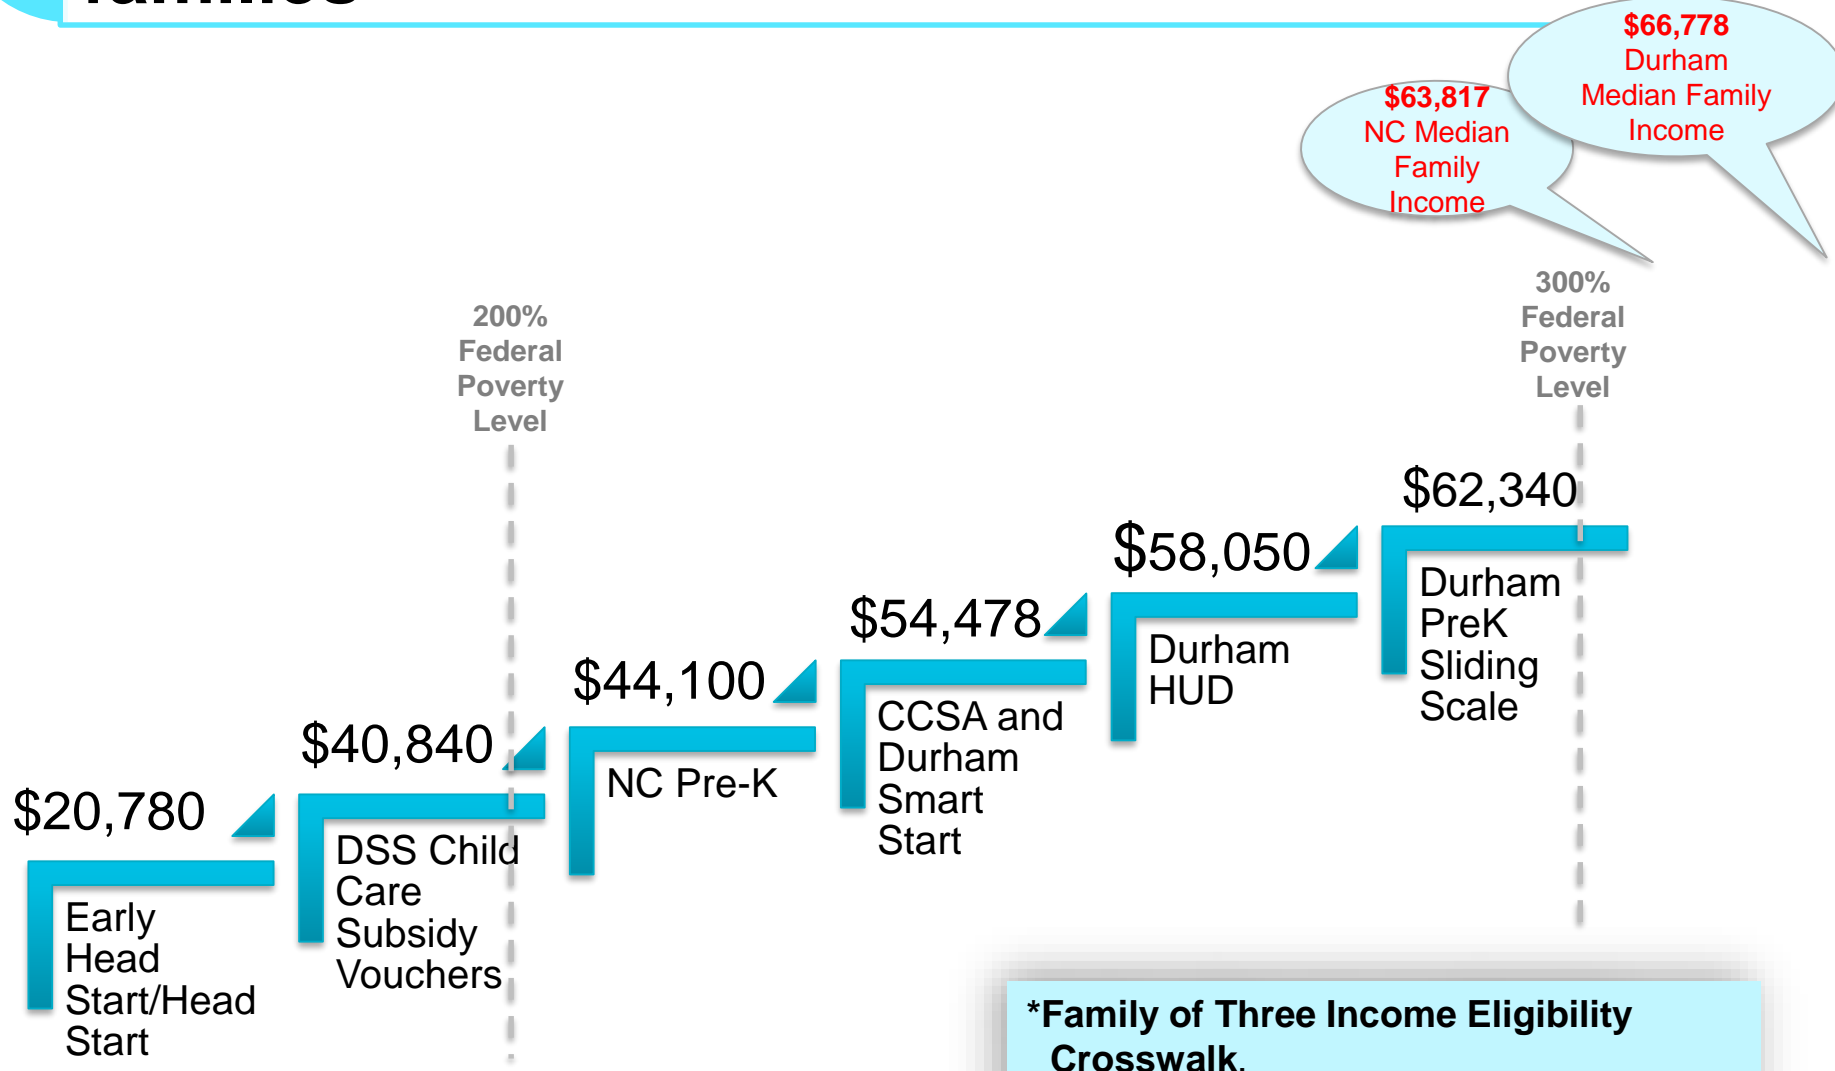 families
$66,778
Durham
Median Family
Income
$63,817
NC Median
Family
Income
200%
Federal
Poverty
Level
300%
Federal
Poverty
Level
$20,780
Early
Head
Start/Head
Start
$40,840
DSS Child
Care
Subsidy
Vouchers
$44,100
NC Pre-K
$54,478
CCSA and
Durham
Smart
Start
$58,050
Durham
HUD
$62,340
Durham
PreK
Sliding
Scale
*Family of Three Income Eligibility
Crosswalk.